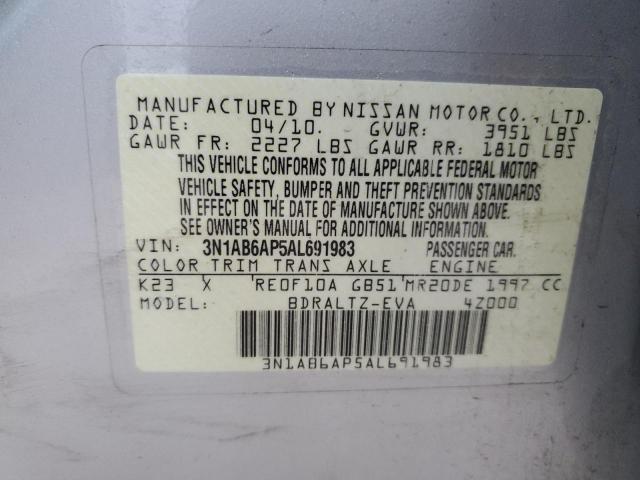 MANUFACTURED BY NISSAN MOTOR CO., LTD.
DATE: 04/10. GVWR: 3951 LBS
GAWR FR: 2227 LBS GAWR RR: 1810 LBS
THIS VEHICLE CONFORMS TO ALL APPLICABLE FEDERAL MOTOR
VEHICLE SAFETY, BUMPER AND THEFT PREVENTION STANDARDS
IN EFFECT ON THE DATE OF MANUFACTURE SHOWN ABOVE.
SEE OWNER'S MANUAL FOR ADDITIONAL INFORMATION.
VIN: 3N1AB6AP5AL691983 PASSENGER CAR.
COLOR TRIM TRANS AXLE ENGINE
K23 X RE0F10A GB51 MR20DE 1997 CC
MODEL: BDRALTZ-EVA 4Z000
3N1AB6AP5AL691983